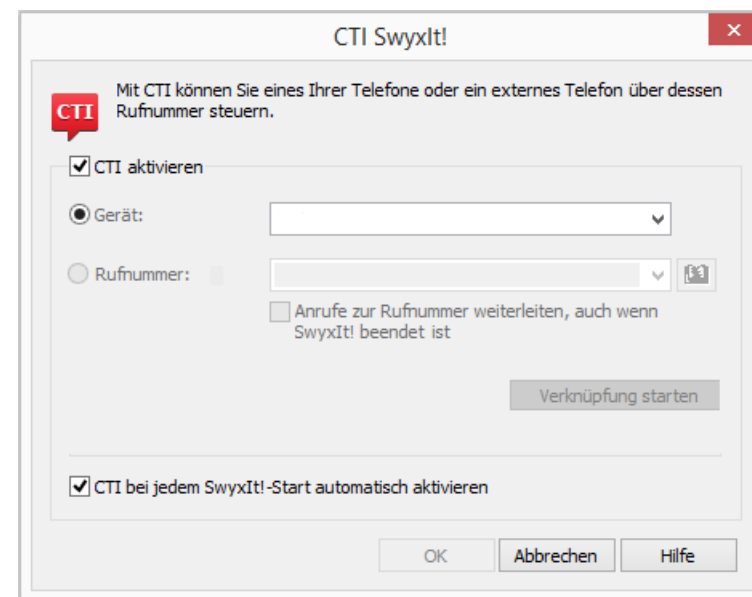 CTI SwyxIt!
CTI
Mit CTI können Sie eines Ihrer Telefone oder ein externes Telefon über dessen
Rufnummer steuern.
CTI aktivieren
Gerät:
Rufnummer:
Anrufe zur Rufnummer weiterleiten, auch wenn
SwyxIt! beendet ist
Verknüpfung starten
CTI bei jedem SwyxIt!-Start automatisch aktivieren
OK
Abbrechen
Hilfe